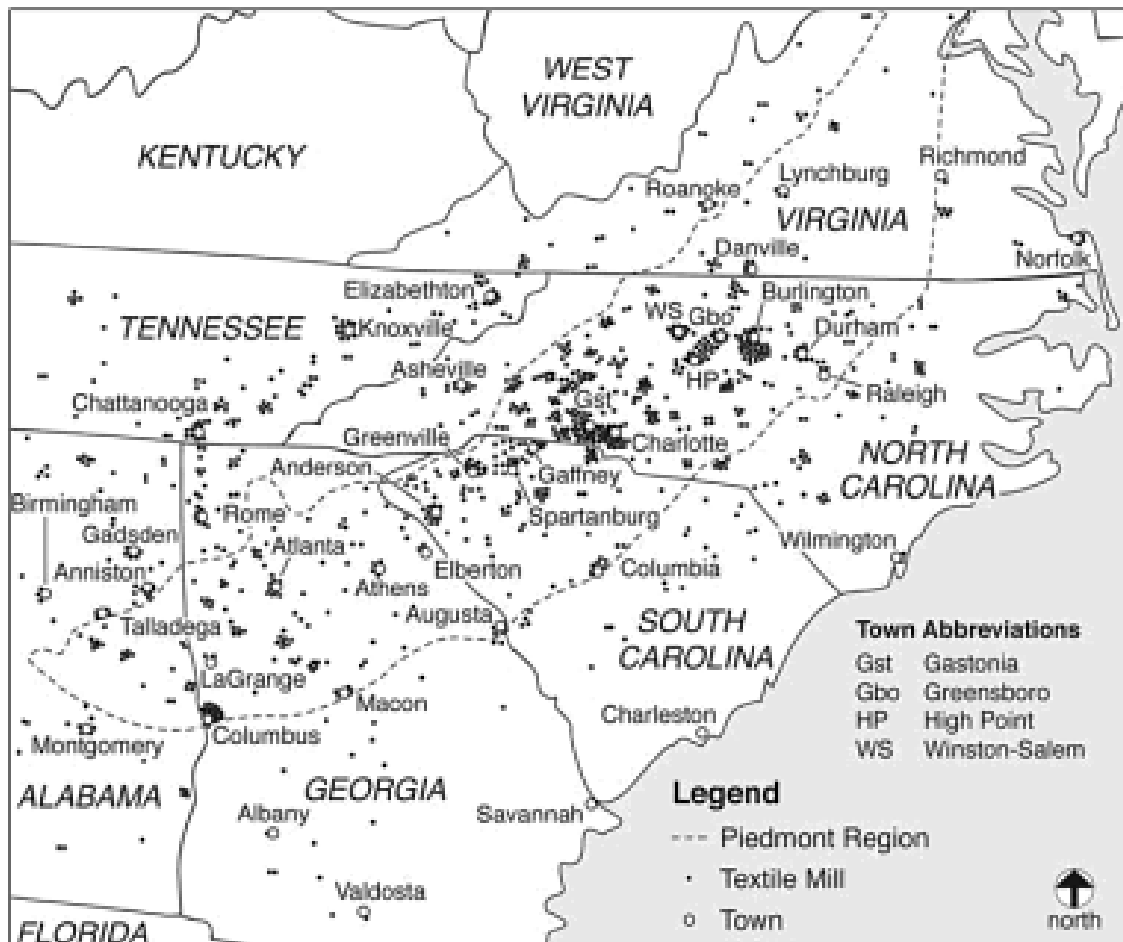 WEST
VIRGINIA
KENTUCKY
Richmond
Lynchburg
Roanoke
VIRGINIA
Danville
Norfolk
Elizabethton
Burlington
WS
Gbo
TENNESSEE
Knoxville
Durham
Asheville
HP
Raleigh
Chattanooga
Gst
Greenville
Charlotte
NORTH
CAROLINA
Anderson
Gaffney
Birmingham
Rome
Spartanburg
Gadsden
Atlanta
Wilmington
Anniston
Athens
Elberton
Columbia
Augusta
Talladega
SOUTH
CAROLINA
LaGrange
Macon
Columbus
Charleston
Montgomery
ALABAMA
GEORGIA
Albany
Savannah
Valdosta
FLORIDA
Town Abbreviations
Gst Gastonia
Gbo Greensboro
HP High Point
WS Winston-Salem
Legend
Piedmont Region
Textile Mill
Town
north